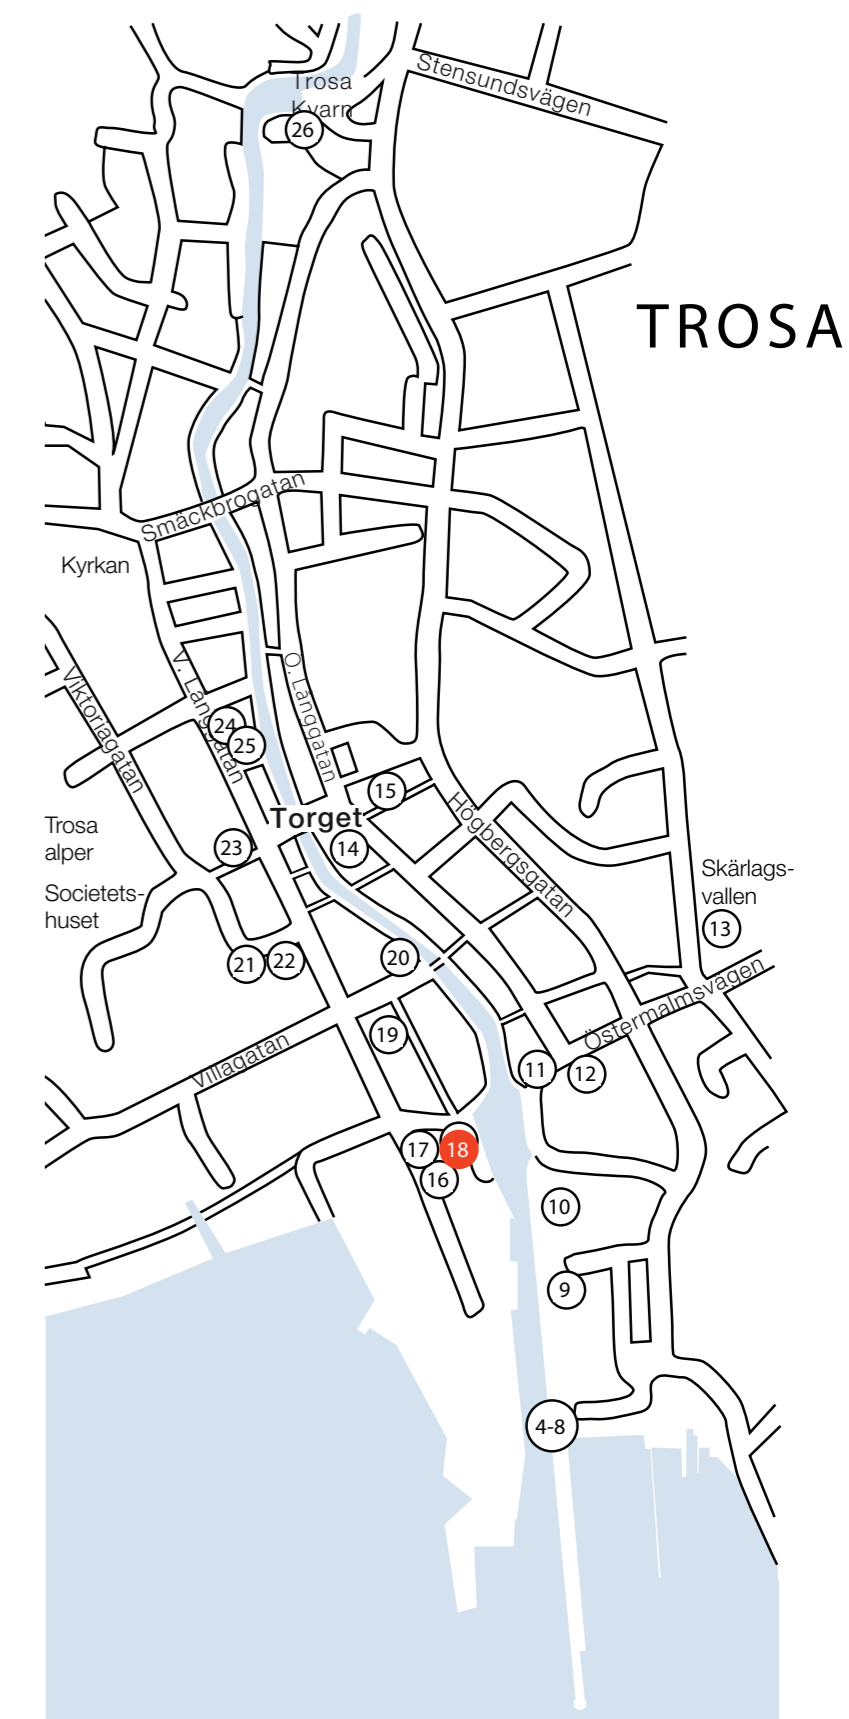 Stensundsvägen
Trosa
Kvarn
26
TROSA
Smäckbrogatan
Kyrkan
V. Långgatan
Ö. Långgatan
Viktoriagatan
24
25
15
Högbergsgatan
Torget
Trosa
alper
23
14
Skärlags-
vallen
Societets-
huset
13
21
22
20
Östermalmsvägen
19
Villagatan
11
12
17
18
16
10
9
4-8